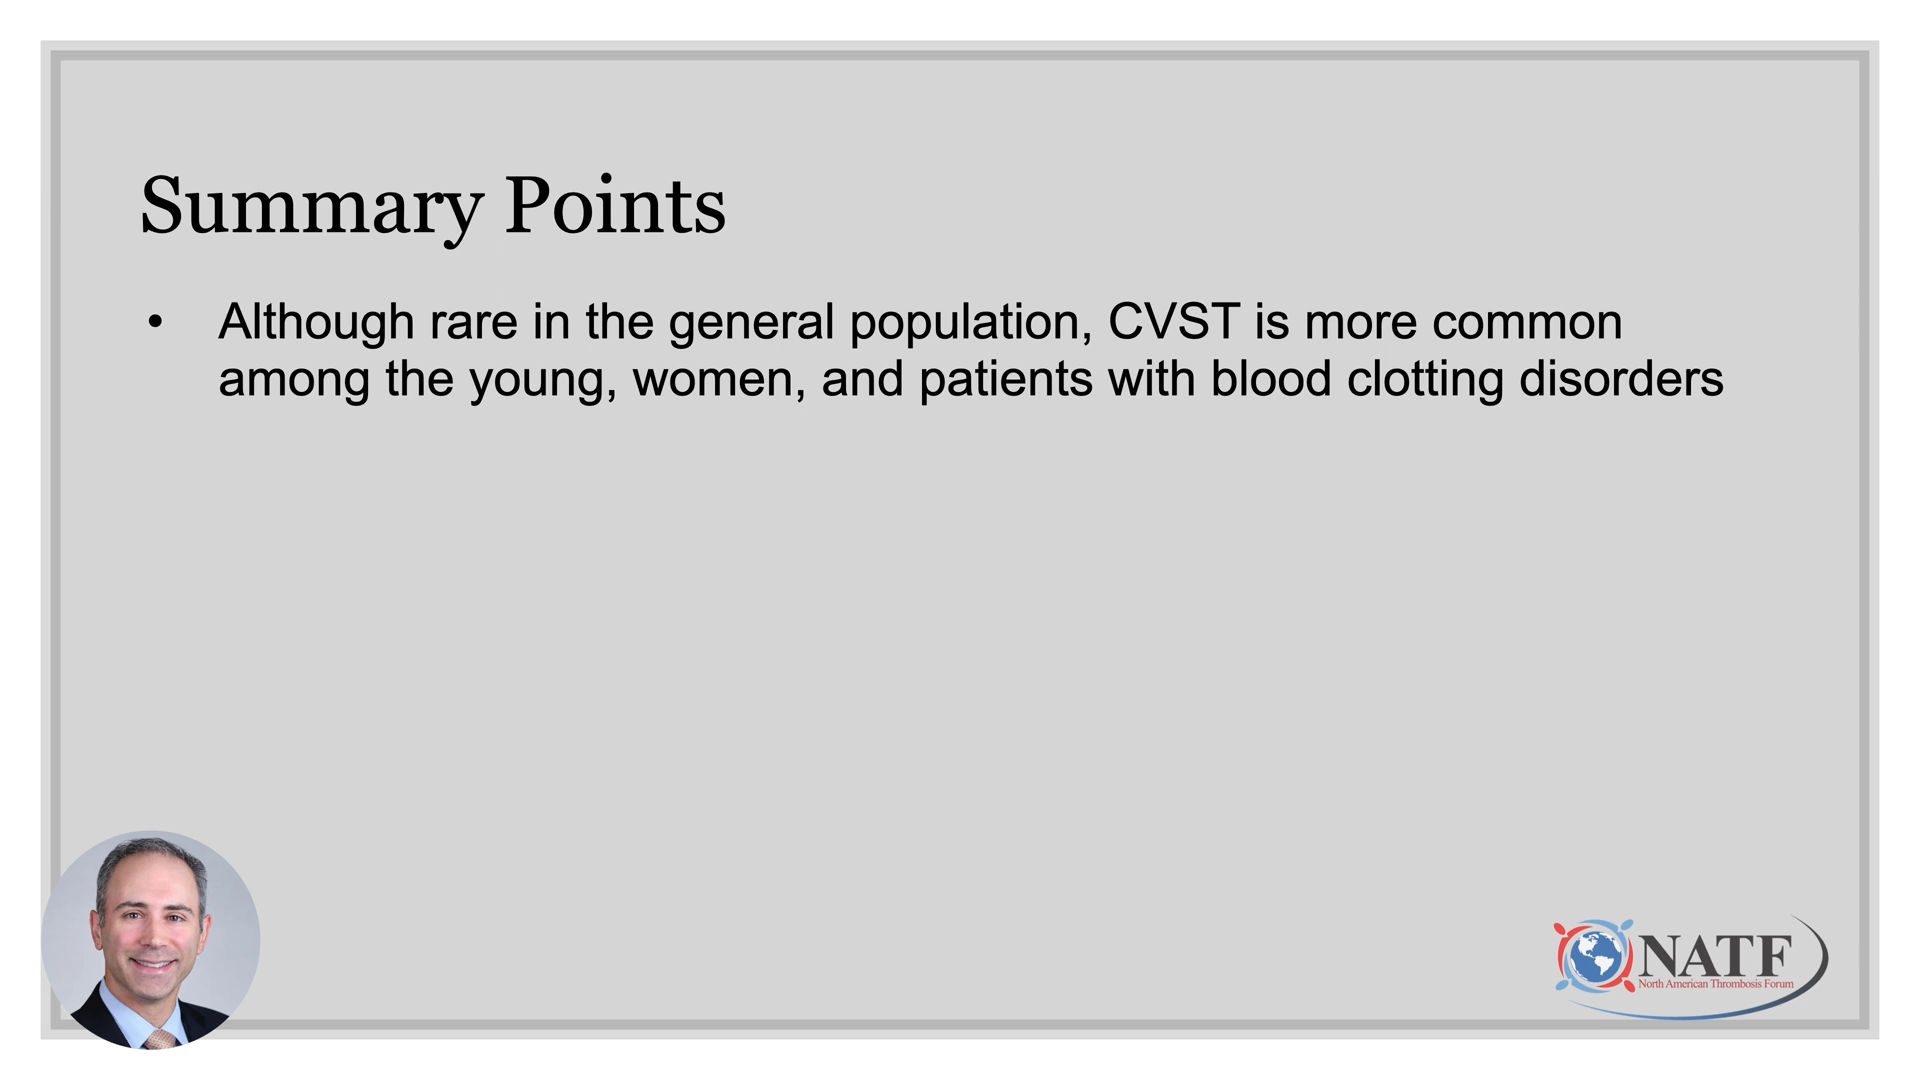 Summary Points
• Although rare in the general population, CVST is more common
among the young, women, and patients with blood clotting disorders
NATF
North American Thrombosis Forum